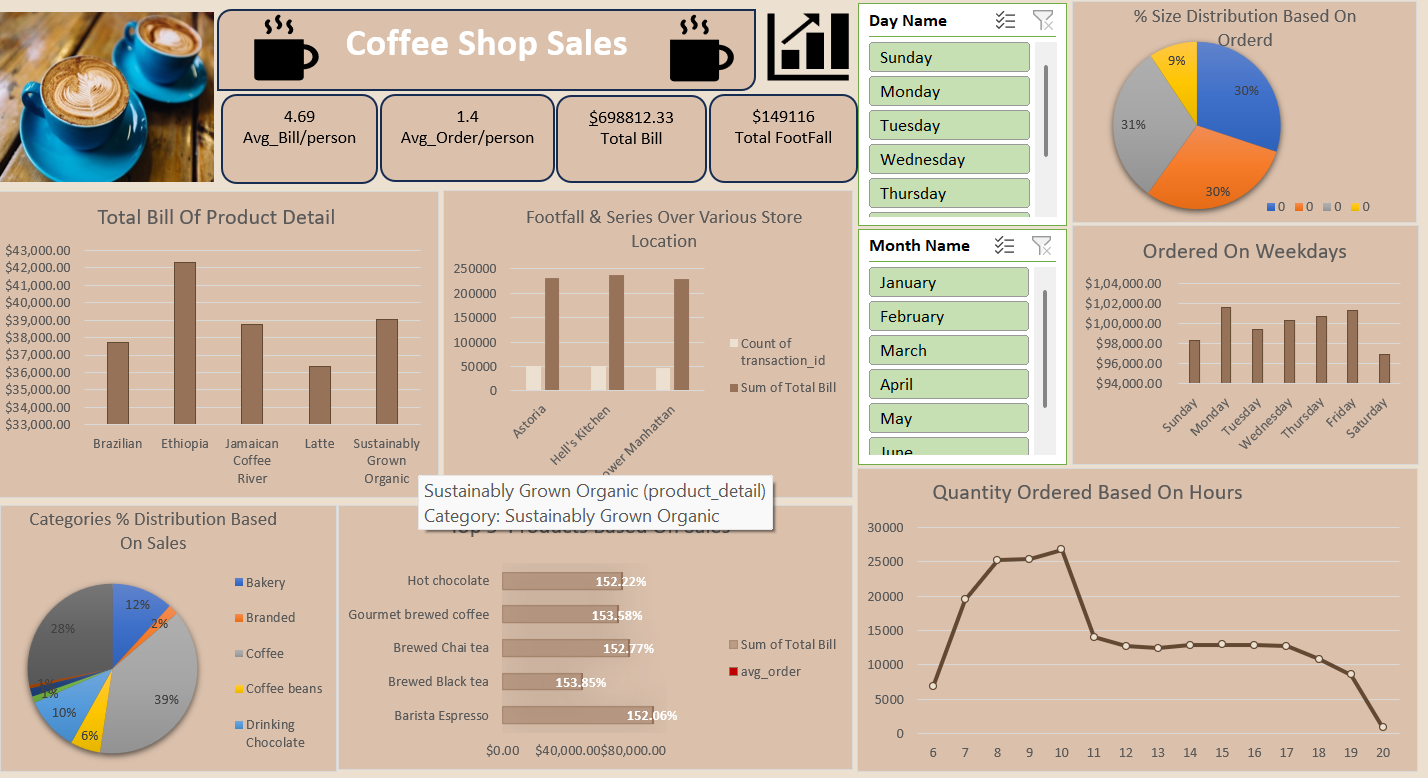 Coffee Shop Sales
4.69
Avg_Bill/person
1.4
Avg_Order/person
$698812.33
Total Bill
$149116
Total FootFall
Day Name
Sunday
Monday
Tuesday
Wednesday
Thursday
Month Name
January
February
March
April
May
June
% Size Distribution Based On
Orderd
9%
30%
31%
30%
0 0 0 0
Total Bill Of Product Detail
$43,000.00
$42,000.00
$41,000.00
$40,000.00
$39,000.00
$38,000.00
$37,000.00
$36,000.00
$35,000.00
$34,000.00
$33,000.00
Brazilian
Ethiopia
Jamaican
Coffee
River
Latte
Sustainably
Grown
Organic
Footfall & Series Over Various Store
Location
250000
200000
150000
100000
50000
0
Astoria
Hell's Kitchen
ower Manhattan
Count of
transaction_id
Sum of Total Bill
Ordered On Weekdays
$1,04,000.00
$1,02,000.00
$1,00,000.00
$98,000.00
$96,000.00
$94,000.00
Sunday
Monday
Tuesday
Wednesday
Thursday
Friday
Saturday
Sustainably Grown Organic (product_detail)
Category: Sustainably Grown Organic
Categories % Distribution Based
On Sales
12%
2%
39%
6%
10%
1%
1%
28%
Bakery
Branded
Coffee
Coffee beans
Drinking
Chocolate
Top 5 Products Based On Sales
Hot chocolate
152.22%
Gourmet brewed coffee
153.58%
Brewed Chai tea
152.77%
Brewed Black tea
153.85%
Barista Espresso
152.06%
$0.00 $40,000.00 $80,000.00
Sum of Total Bill
avg_order
Quantity Ordered Based On Hours
30000
25000
20000
15000
10000
5000
0
6 7 8 9 10 11 12 13 14 15 16 17 18 19 20